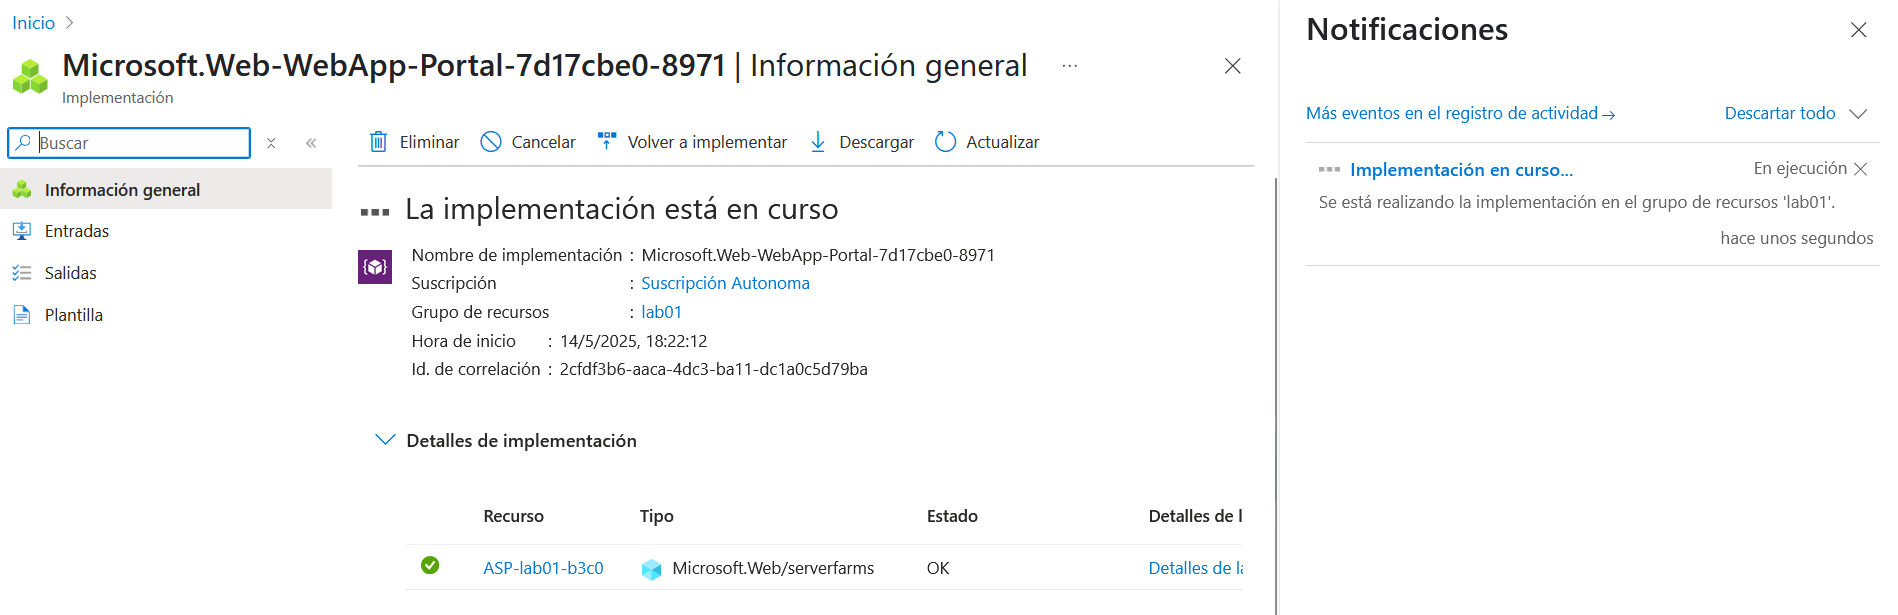 Inicio
Microsoft.Web-WebApp-Portal-7d17cbe0-8971 | Información general ...
Implementación
Buscar
Información general
Entradas
Salidas
Plantilla
Eliminar Cancelar Volver a implementar Descargar Actualizar
La implementación está en curso
Nombre de implementación : Microsoft.Web-WebApp-Portal-7d17cbe0-8971
Suscripción : Suscripción Autonoma
Grupo de recursos : lab01
Hora de inicio : 14/5/2025, 18:22:12
Id. de correlación : 2cfdf3b6-aaca-4dc3-ba11-dc1a0c5d79ba
Detalles de implementación
Recurso Tipo Estado Detalles de l
ASP-lab01-b3c0 Microsoft.Web/serverfarms OK Detalles de la
Notificaciones
Más eventos en el registro de actividad → Descartar todo
Implementación en curso... En ejecución
Se está realizando la implementación en el grupo de recursos 'lab01'.
hace unos segundos